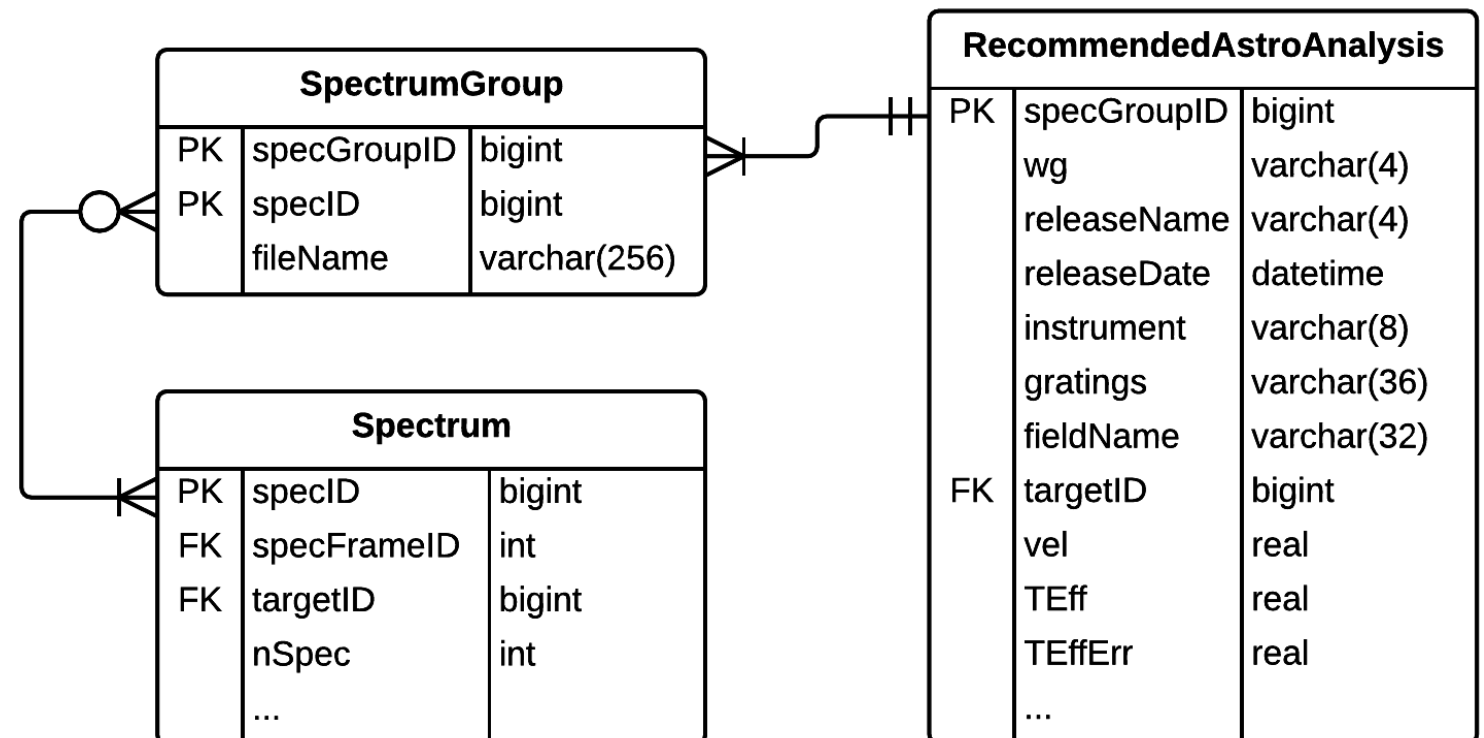 SpectrumGroup
PK specGroupID bigint
PK specID bigint
fileName varchar(256)
Spectrum
PK specID bigint
FK specFrameID int
FK targetID bigint
nSpec int
...
RecommendedAstroAnalysis
PK specGroupID bigint
wg varchar(4)
releaseName varchar(4)
releaseDate datetime
instrument varchar(8)
gratings varchar(36)
fieldName varchar(32)
FK targetID bigint
vel real
TEff real
TEffErr real
...